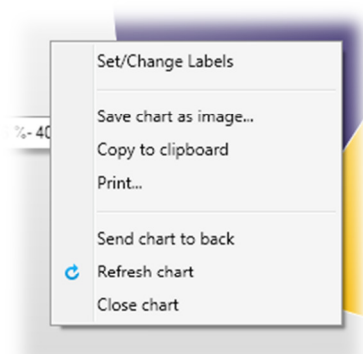 Set/Change Labels
%- 40
Save chart as image...
Copy to clipboard
Print...
Send chart to back
Refresh chart
Close chart